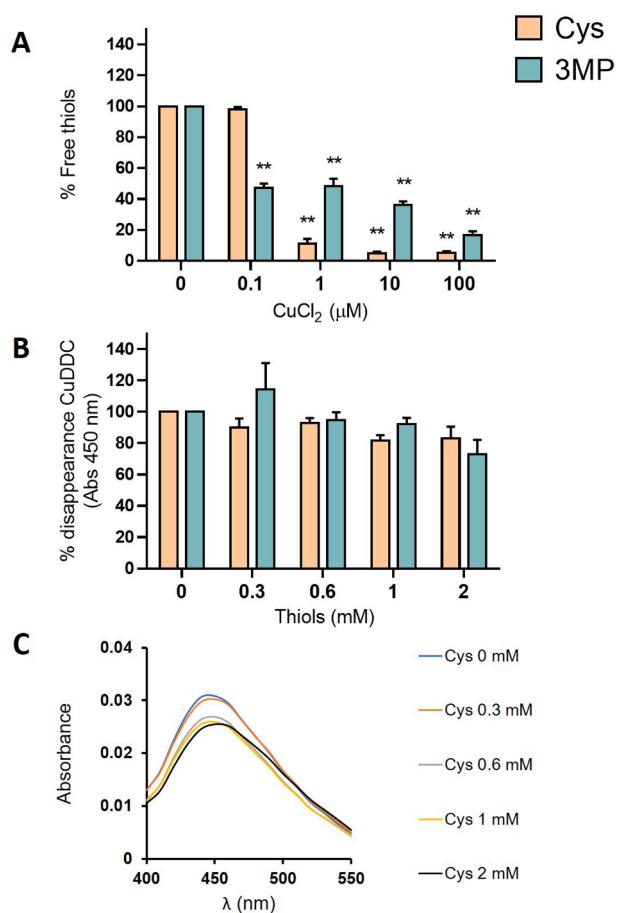 A
Cys
3MP
% Free thiols
140
120
100
80
60
40
20
0
** ** ** ** ** ** **
0 0.1 1 10 100
CuCl₂ (μM)
B
% disappearance CuDDC
(Abs 450 nm)
140
120
100
80
60
40
20
0
0 0.3 0.6 1 2
Thiols (mM)
C
Absorbance
0.04
0.03
0.02
0.01
0
400 450 500 550
λ (nm)
Cys 0 mM
Cys 0.3 mM
Cys 0.6 mM
Cys 1 mM
Cys 2 mM